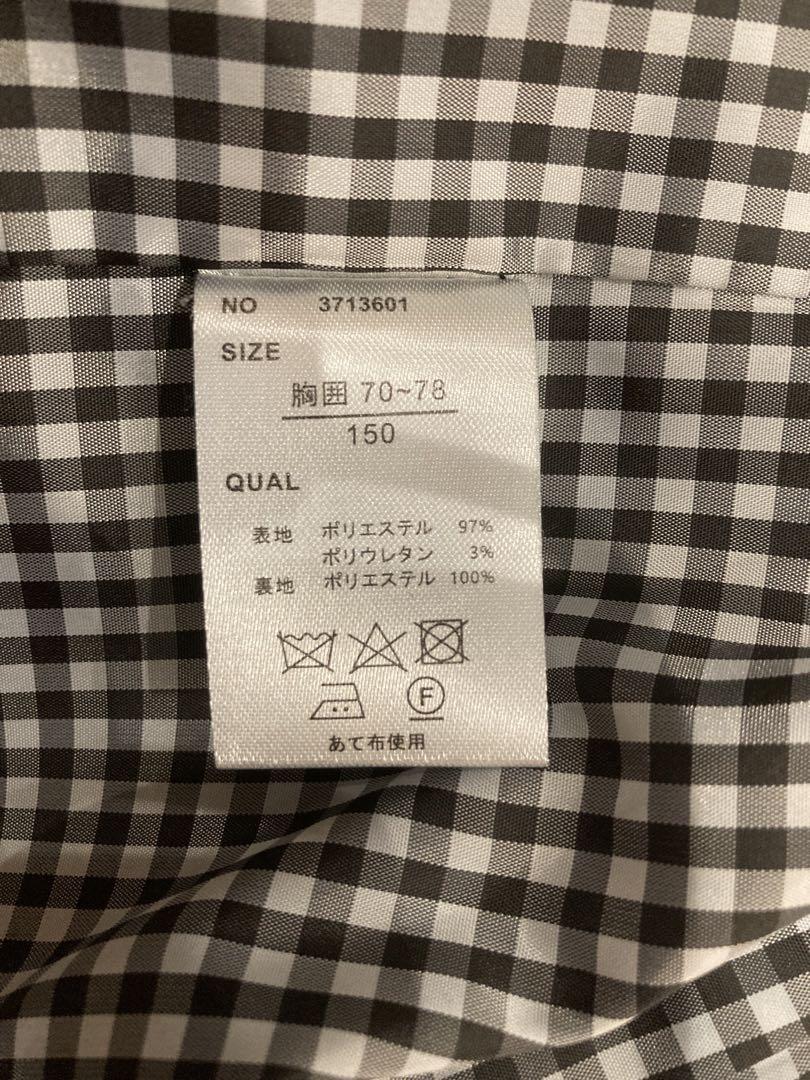 NO 3713601
SIZE
胸囲 70~78
150
QUAL
表地 ポリエステル 97%
ポリウレタン 3%
裏地 ポリエステル 100%
F
あて布使用